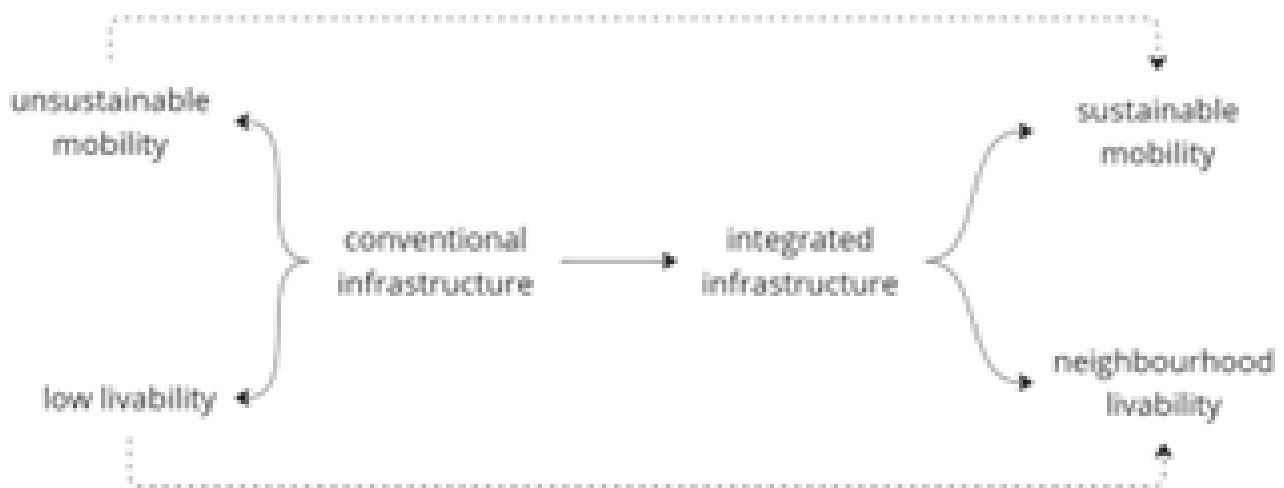 unsustainable
mobility
sustainable
mobility
conventional
infrastructure
integrated
infrastructure
low livability
neighbourhood
livability